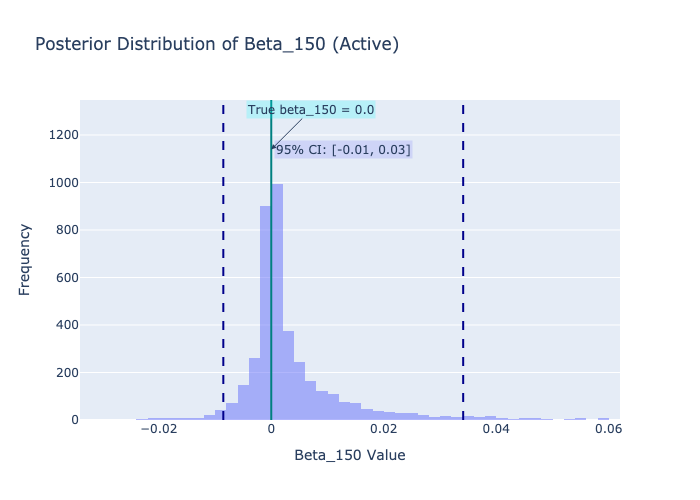 Posterior Distribution of Beta_150 (Active)
True beta_150 = 0.0
95% CI: [-0.01, 0.03]
1200
1000
800
600
400
200
0
Frequency
−0.02
0
0.02
0.04
0.06
Beta_150 Value